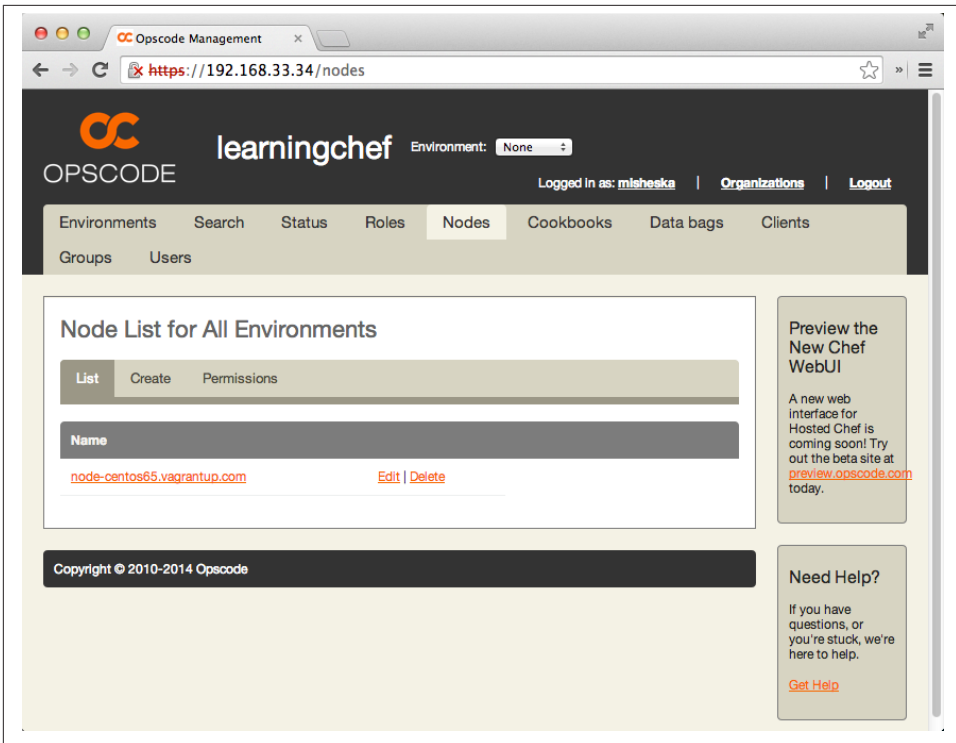 Opscode Management
https://192.168.33.34/nodes
OPSCODE
learningchef
Environment: None
Logged in as: misheska | Organizations | Logout
Environments Search Status Roles Nodes Cookbooks Data bags Clients
Groups Users
Node List for All Environments
List Create Permissions
Name
node-centos65.vagrantup.com Edit | Delete
Copyright © 2010-2014 Opscode
Preview the
New Chef
WebUI
A new web
interface for
Hosted Chef is
coming soon! Try
out the beta site at
preview.opscode.com
today.
Need Help?
If you have
questions, or
you're stuck, we're
here to help.
Get Help